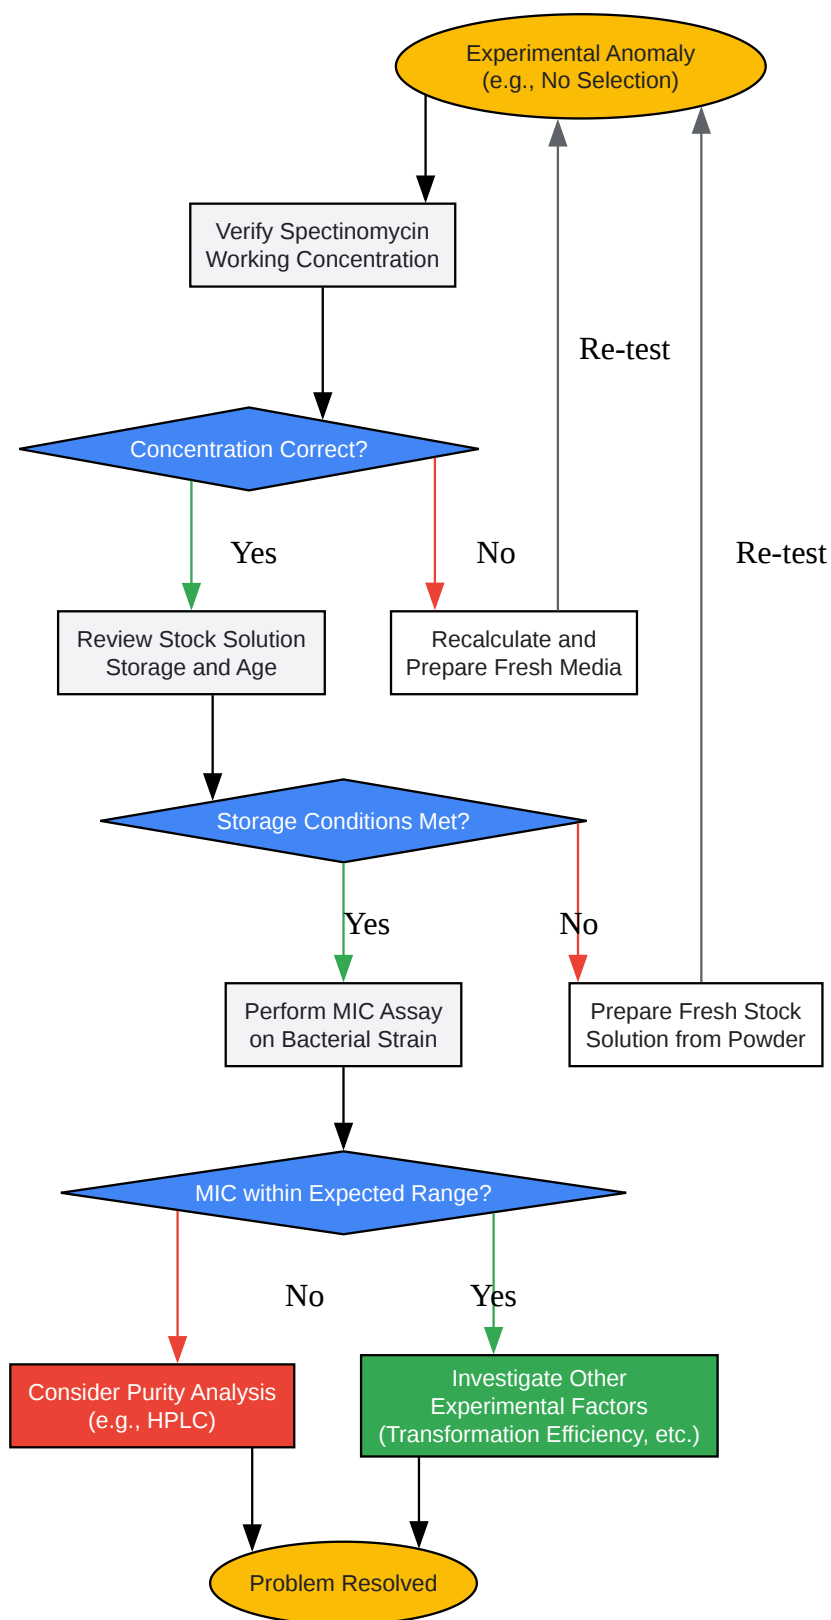 Experimental Anomaly
(e.g., No Selection)
Verify Spectinomycin
Working Concentration
Re-test
Concentration Correct?
Yes
No
Re-test
Review Stock Solution
Storage and Age
Recalculate and
Prepare Fresh Media
Storage Conditions Met?
Yes
No
Perform MIC Assay
on Bacterial Strain
Prepare Fresh Stock
Solution from Powder
MIC within Expected Range?
No
Yes
Consider Purity Analysis
(e.g., HPLC)
Investigate Other
Experimental Factors
(Transformation Efficiency, etc.)
Problem Resolved